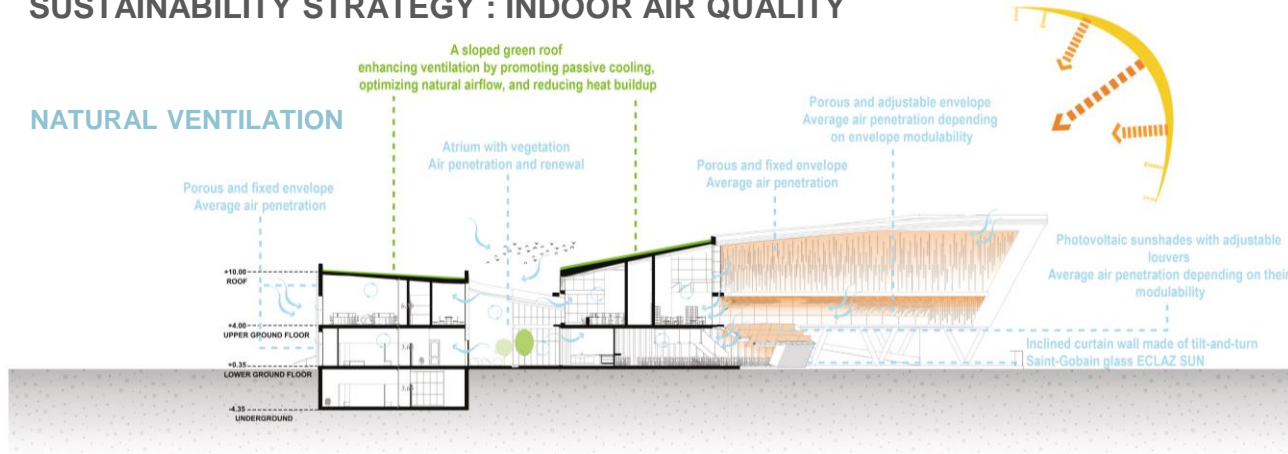 SUSTAINABILITY STRATEGY : INDOOR AIR QUALITY
A sloped green roof
enhancing ventilation by promoting passive cooling,
optimizing natural airflow, and reducing heat buildup
NATURAL VENTILATION
Porous and adjustable envelope
Average air penetration depending
on envelope modulability
Atrium with vegetation
Air penetration and renewal
Porous and fixed envelope
Average air penetration
Porous and fixed envelope
Average air penetration
Photovoltaic sunshades with adjustable
louvers
Average air penetration depending on their
modulability
+10.00
ROOF
+4.00
UPPER GROUND FLOOR
+0.35
LOWER GROUND FLOOR
Inclined curtain wall made of tilt-and-turn
Saint-Gobain glass ECLAZ SUN
-4.35
UNDERGROUND